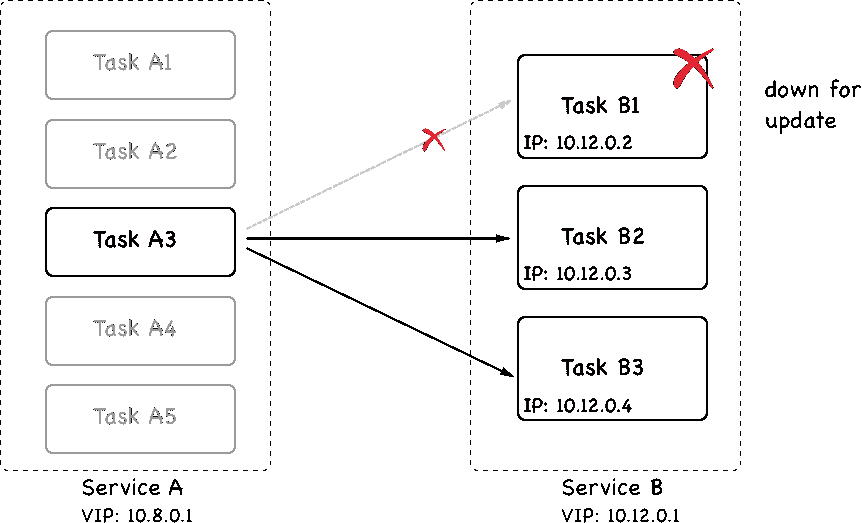 Task A1
Task A2
Task A3
Task A4
Task A5
Service A
VIP: 10.8.0.1
Task B1
IP: 10.12.0.2
Task B2
IP: 10.12.0.3
Task B3
IP: 10.12.0.4
Service B
VIP: 10.12.0.1
down for
update